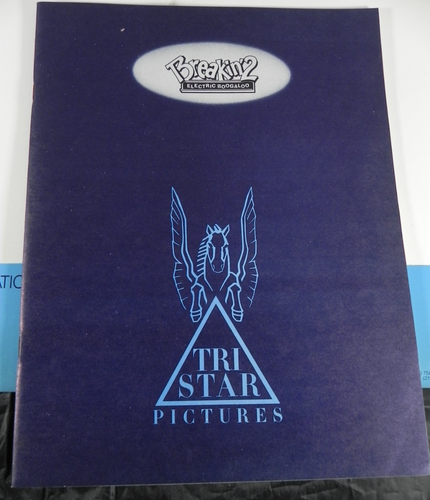 Breakin'2
ELECTRIC BOOGALOO
TRI
STAR
PICTURES